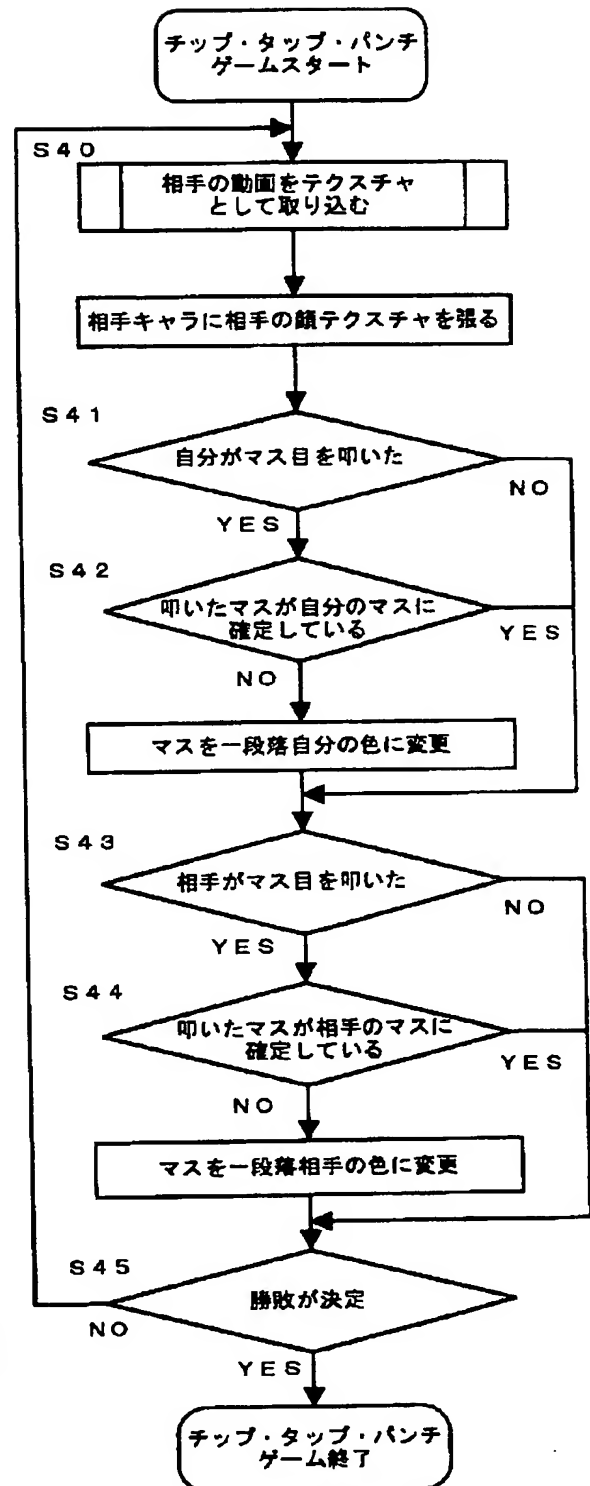 チップ・タップ・パンチ
ゲームスタート
S40
相手の動画をテクスチャ
として取り込む
相手キャラに相手の顔テクスチャを張る
S41
自分がマス目を叩いた
NO
YES
S42
叩いたマスが自分のマスに
確定している
YES
NO
マスを一段落自分の色に変更
S43
相手がマス目を叩いた
NO
YES
S44
叩いたマスが相手のマスに
確定している
YES
NO
マスを一段落相手の色に変更
S45
勝敗が決定
NO
YES
チップ・タップ・パンチ
ゲーム終了